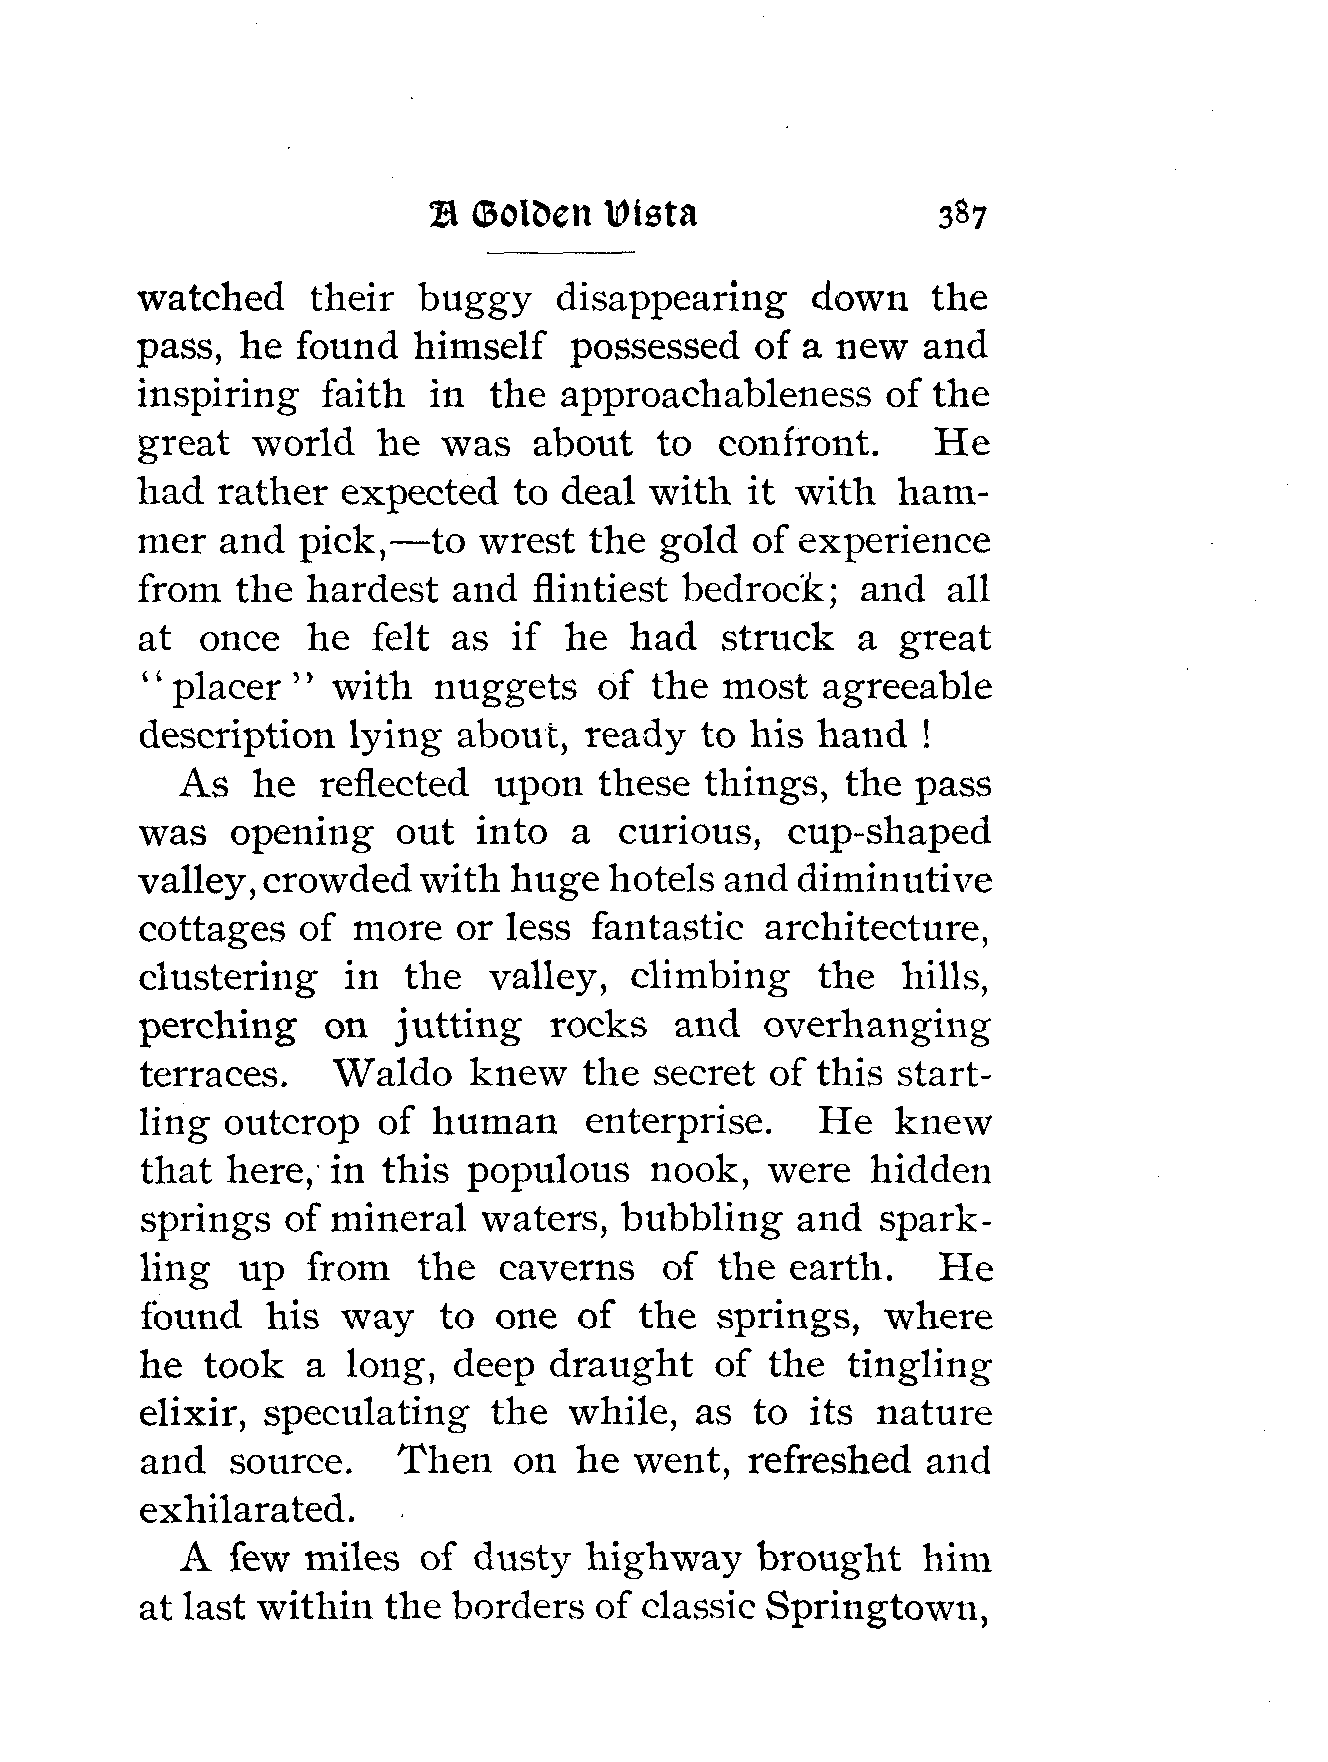 A Golden Vista 387
watched their buggy disappearing down the
pass, he found himself possessed of a new and
inspiring faith in the approachableness of the
great world he was about to confront. He
had rather expected to deal with it with ham-
mer and pick,—to wrest the gold of experience
from the hardest and flintiest bedrock; and all
at once he felt as if he had struck a great
“placer” with nuggets of the most agreeable
description lying about, ready to his hand !
As he reflected upon these things, the pass
was opening out into a curious, cup-shaped
valley, crowded with huge hotels and diminutive
cottages of more or less fantastic architecture,
clustering in the valley, climbing the hills,
perching on jutting rocks and overhanging
terraces. Waldo knew the secret of this start-
ling outcrop of human enterprise. He knew
that here, in this populous nook, were hidden
springs of mineral waters, bubbling and spark-
ling up from the caverns of the earth. He
found his way to one of the springs, where
he took a long, deep draught of the tingling
elixir, speculating the while, as to its nature
and source. Then on he went, refreshed and
exhilarated.
A few miles of dusty highway brought him
at last within the borders of classic Springtown,